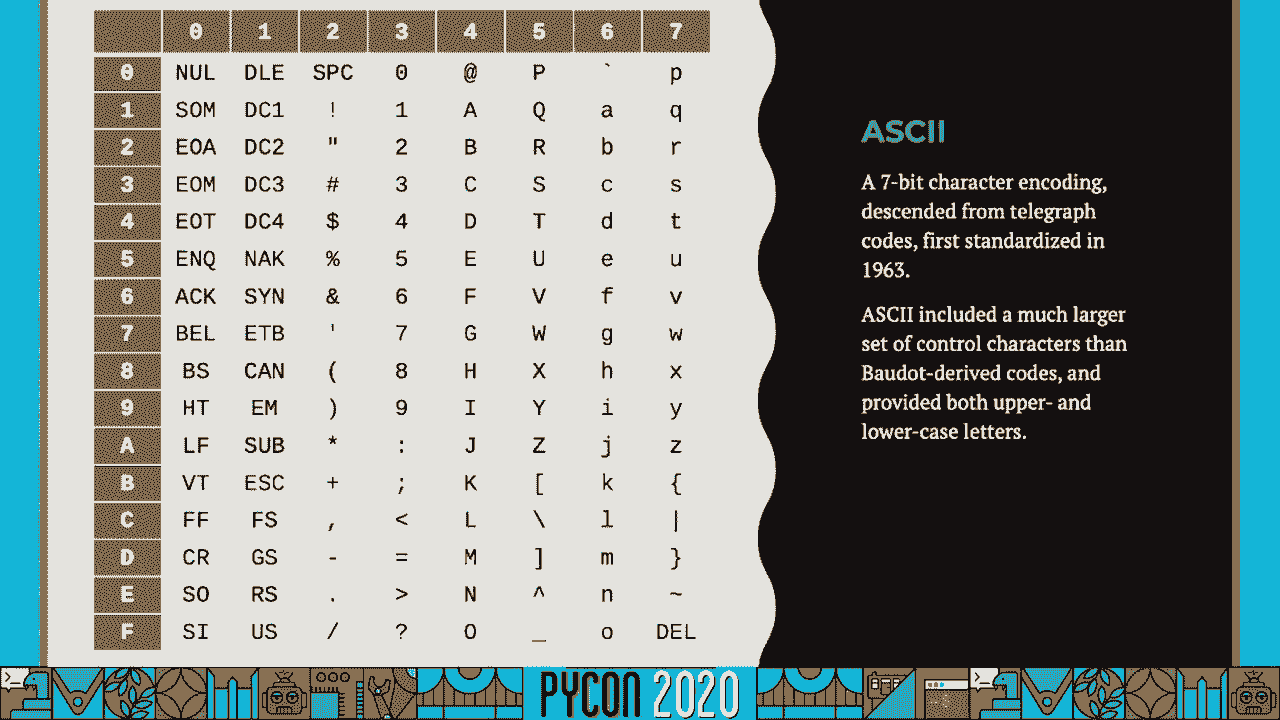 0 1 2 3 4 5 6 7
0 NUL DLE SPC 0 @ P ` p
1 SOM DC1 ! 1 A Q a q
2 EOA DC2 " 2 B R b r
3 EOM DC3 # 3 C S c s
4 EOT DC4 $ 4 D T d t
5 ENQ NAK % 5 E U e u
6 ACK SYN & 6 F V f v
7 BEL ETB ' 7 G W g w
8 BS CAN ( 8 H X h x
9 HT EM ) 9 I Y i y
A LF SUB * : J Z j z
B VT ESC + ; K [ k {
C FF FS , < L \ l |
D CR GS - = M ] m }
E SO RS . > N ^ n ~
F SI US / ? O _ o DEL
ASCII
A 7-bit character encoding,
descended from telegraph
codes, first standardized in
1963.
ASCII included a much larger
set of control characters than
Baudot-derived codes, and
provided both upper- and
lower-case letters.
PYCON 2020